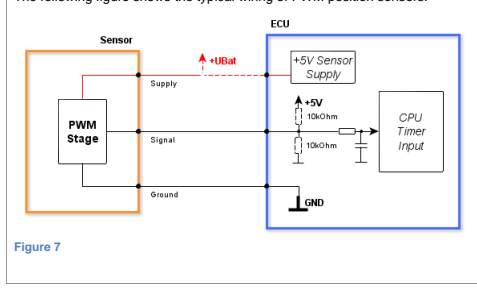 The following figure shows the typical wiring of PWM position sensors.
ECU
Sensor
+UBat
+5V Sensor
Supply
Supply
+5V
10kOhm
PWM
Stage
Signal
10kOhm
CPU
Timer
Input
Ground
GND
Figure 7